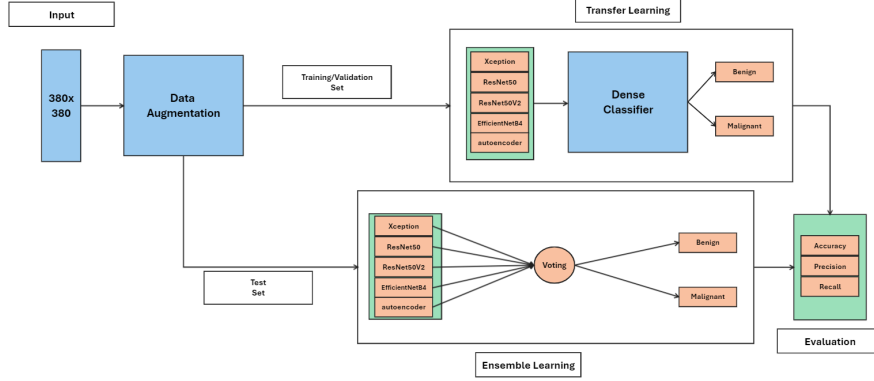 Input
Transfer Learning
380x
380
Data
Augmentation
Training/Validation
Set
Xception
ResNet50
ResNet50V2
EfficientNetB4
autoencoder
Dense
Classifier
Benign
Malignant
Test
Set
Xception
ResNet50
ResNet50V2
EfficientNetB4
autoencoder
Voting
Benign
Malignant
Accuracy
Precision
Recall
Evaluation
Ensemble Learning